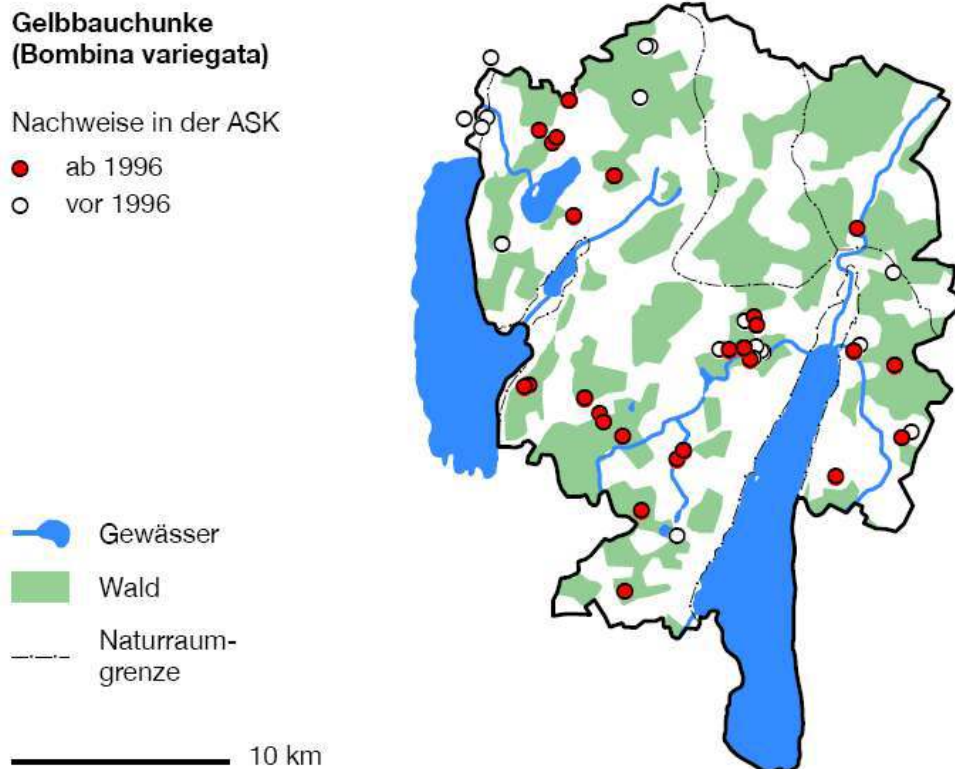 Gelbbauchunke
(Bombina variegata)
Nachweise in der ASK
ab 1996
vor 1996
Gewässer
Wald
Naturraum-
grenze
10 km